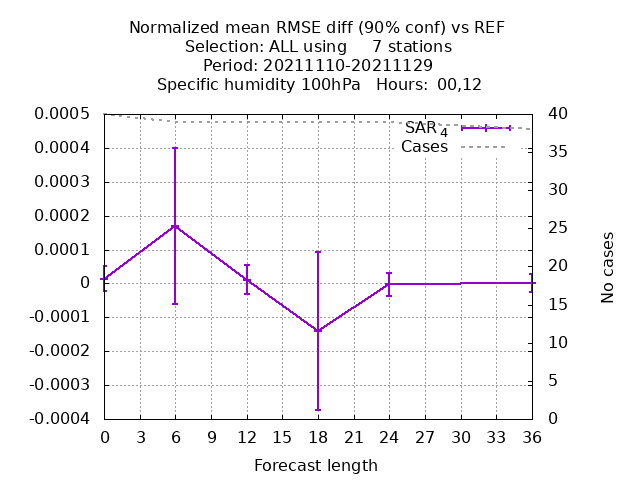 Normalized mean RMSE diff (90% conf) vs REF
Selection: ALL using     7 stations
Period: 20211110-20211129
Specific humidity 100hPa   Hours: 00,12
SAR 4
Cases
0.0005
0.0004
0.0003
0.0002
0.0001
0
-0.0001
-0.0002
-0.0003
-0.0004
40
35
30
25
20
15
10
5
0
No cases
0 3 6 9 12 15 18 21 24 27 30 33 36
Forecast length